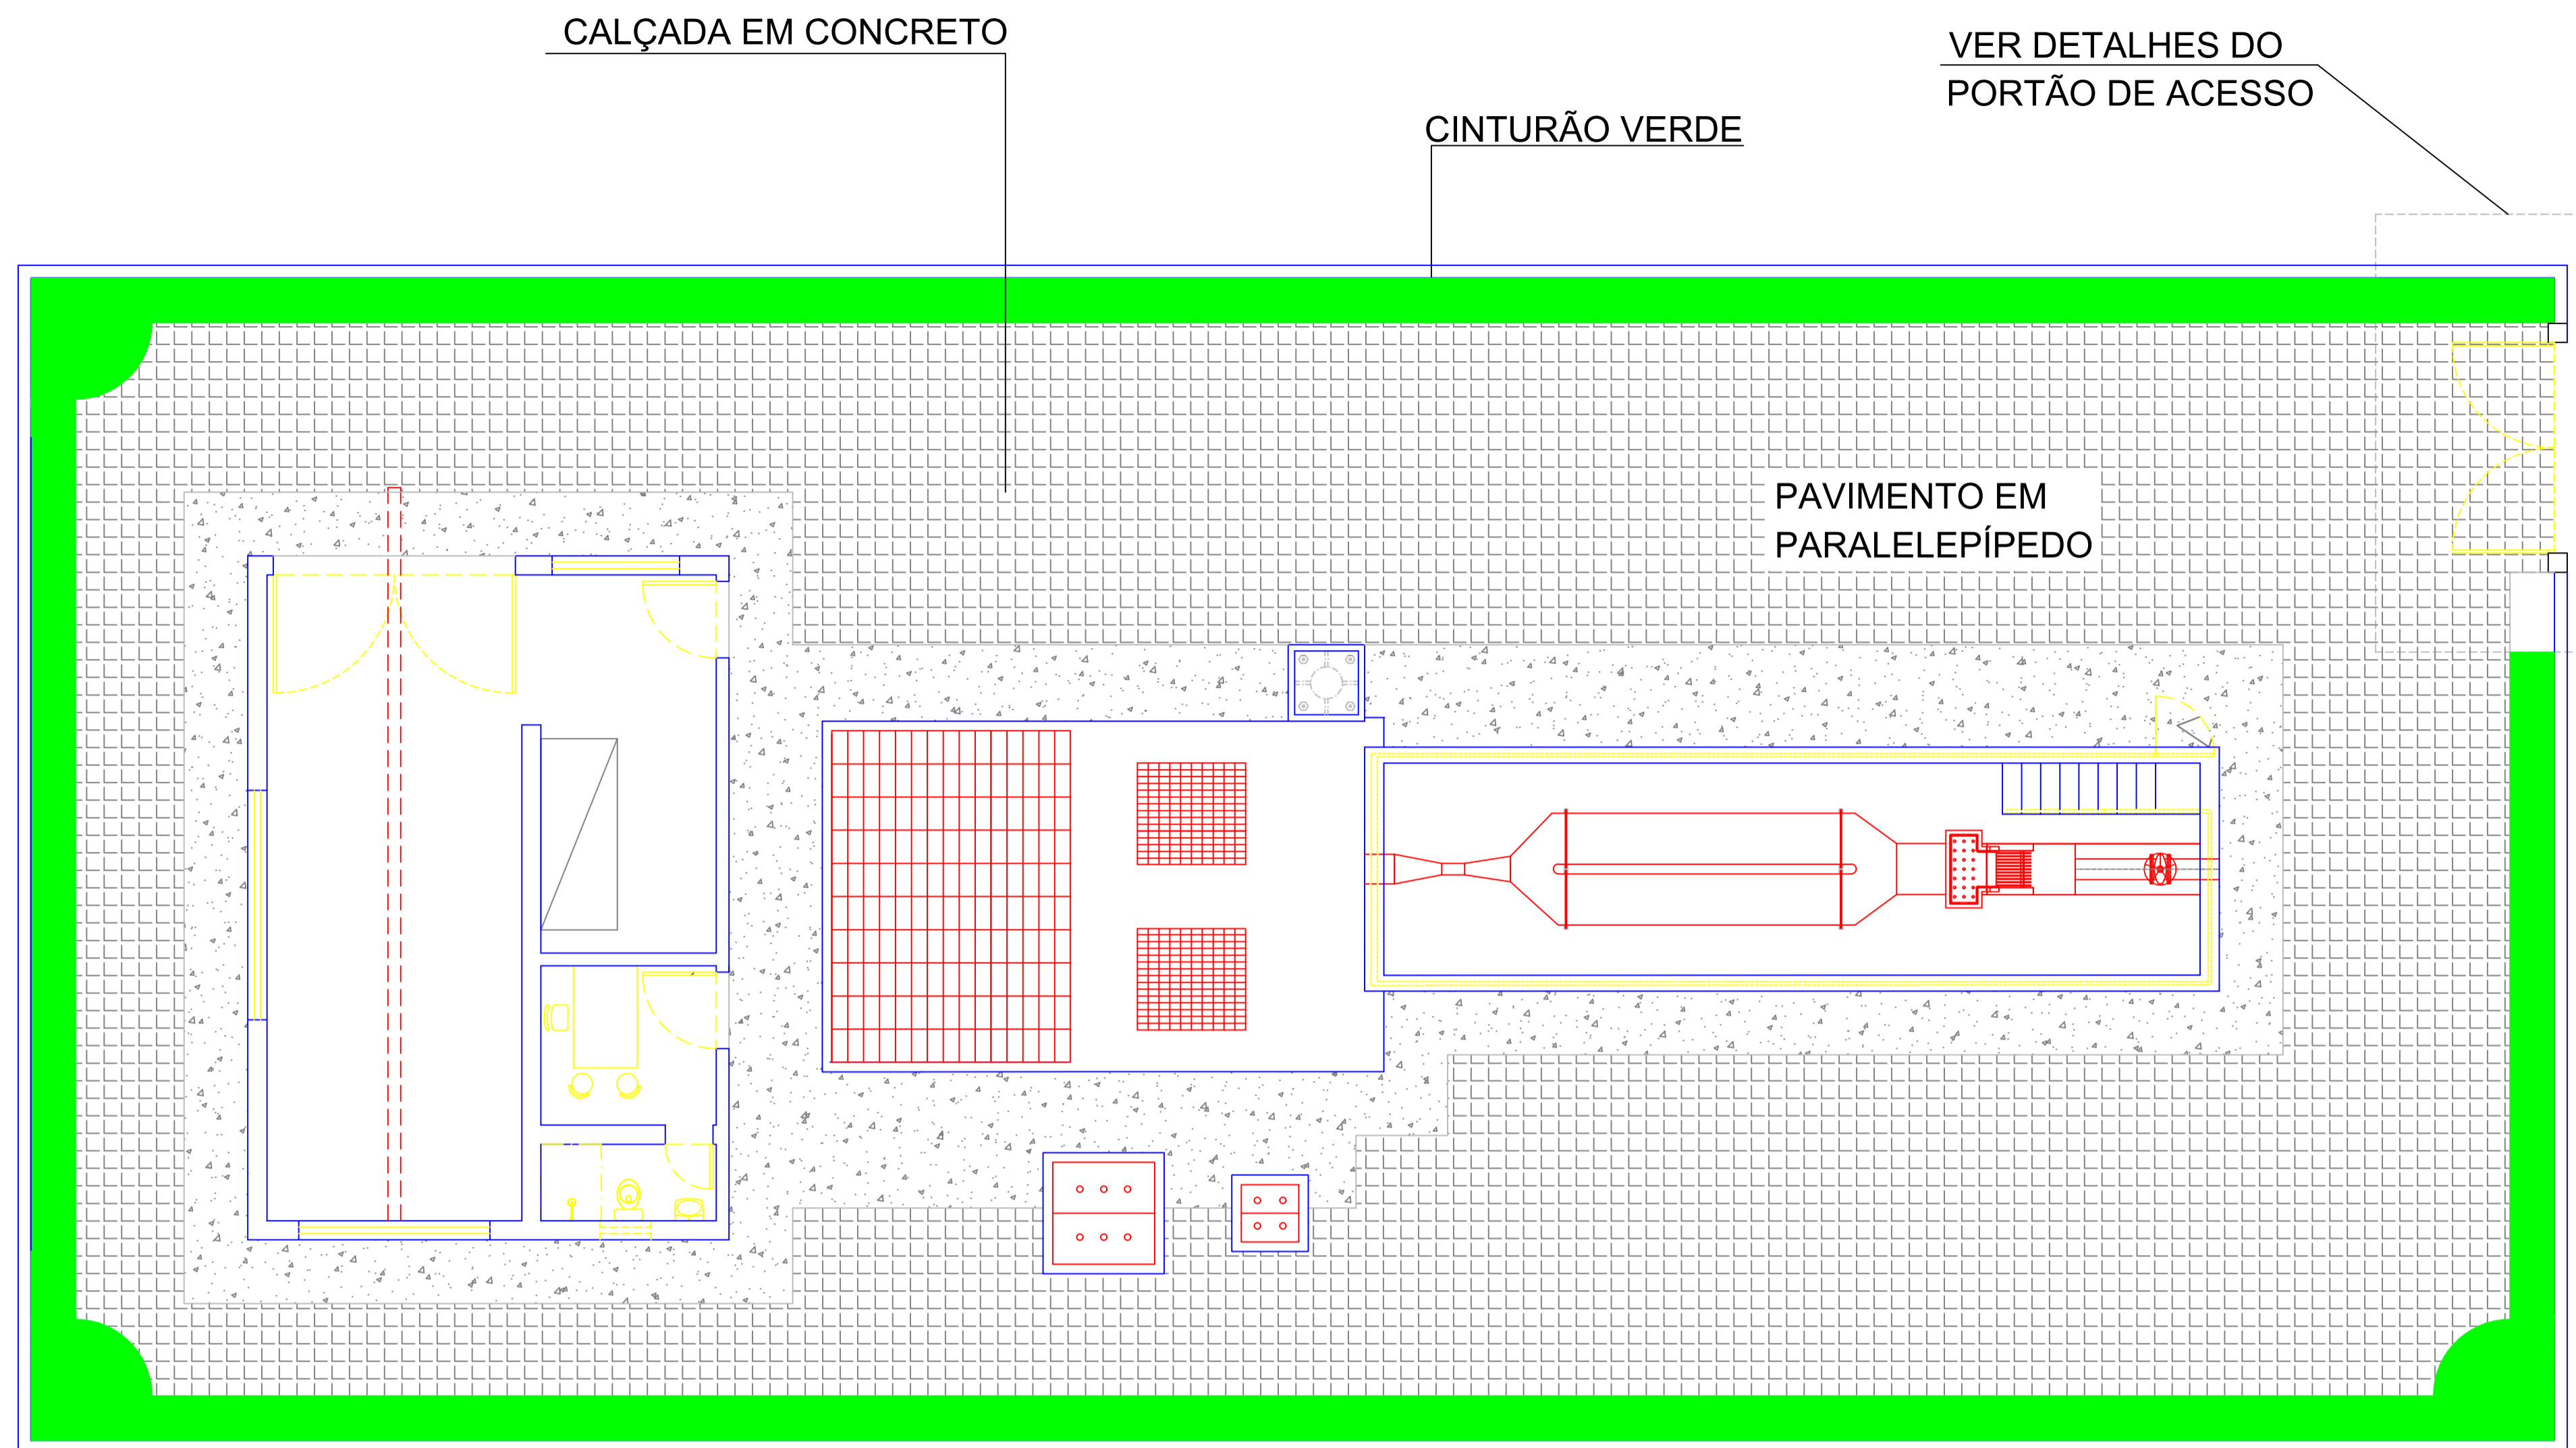 CALÇADA EM CONCRETO
VER DETALHES DO
PORTÃO DE ACESSO
CINTURÃO VERDE
PAVIMENTO EM
PARALELEPÍPEDO